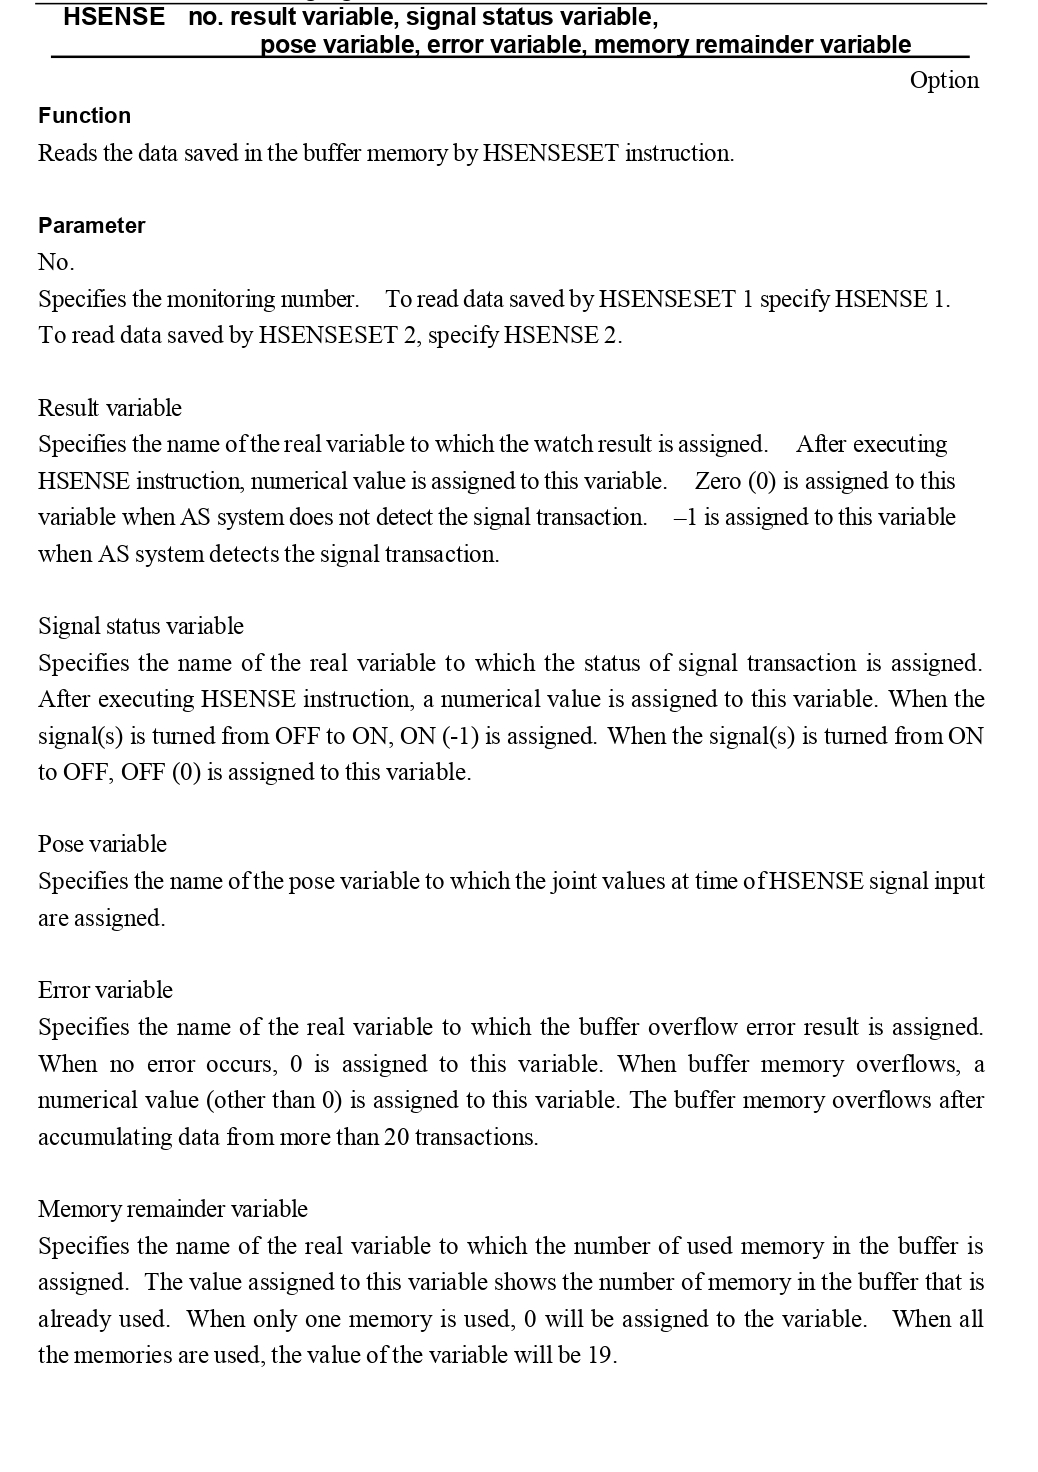 HSENSE no. result variable, signal status variable,
pose variable, error variable, memory remainder variable
Option
Function
Reads the data saved in the buffer memory by HSENSESET instruction.
Parameter
No.
Specifies the monitoring number. To read data saved by HSENSESET 1 specify HSENSE 1.
To read data saved by HSENSESET 2, specify HSENSE 2.
Result variable
Specifies the name of the real variable to which the watch result is assigned. After executing
HSENSE instruction, numerical value is assigned to this variable. Zero (0) is assigned to this
variable when AS system does not detect the signal transaction. –1 is assigned to this variable
when AS system detects the signal transaction.
Signal status variable
Specifies the name of the real variable to which the status of signal transaction is assigned.
After executing HSENSE instruction, a numerical value is assigned to this variable. When the
signal(s) is turned from OFF to ON, ON (-1) is assigned. When the signal(s) is turned from ON
to OFF, OFF (0) is assigned to this variable.
Pose variable
Specifies the name of the pose variable to which the joint values at time of HSENSE signal input
are assigned.
Error variable
Specifies the name of the real variable to which the buffer overflow error result is assigned.
When no error occurs, 0 is assigned to this variable. When buffer memory overflows, a
numerical value (other than 0) is assigned to this variable. The buffer memory overflows after
accumulating data from more than 20 transactions.
Memory remainder variable
Specifies the name of the real variable to which the number of used memory in the buffer is
assigned. The value assigned to this variable shows the number of memory in the buffer that is
already used. When only one memory is used, 0 will be assigned to the variable. When all
the memories are used, the value of the variable will be 19.